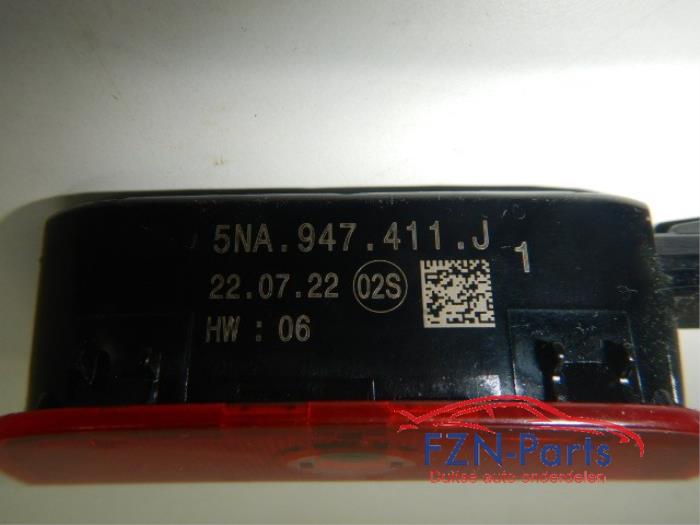 5NA.947.411.J
1
22.07.22 02S
HW : 06
FZN-Parts
Duitse auto onderdelen